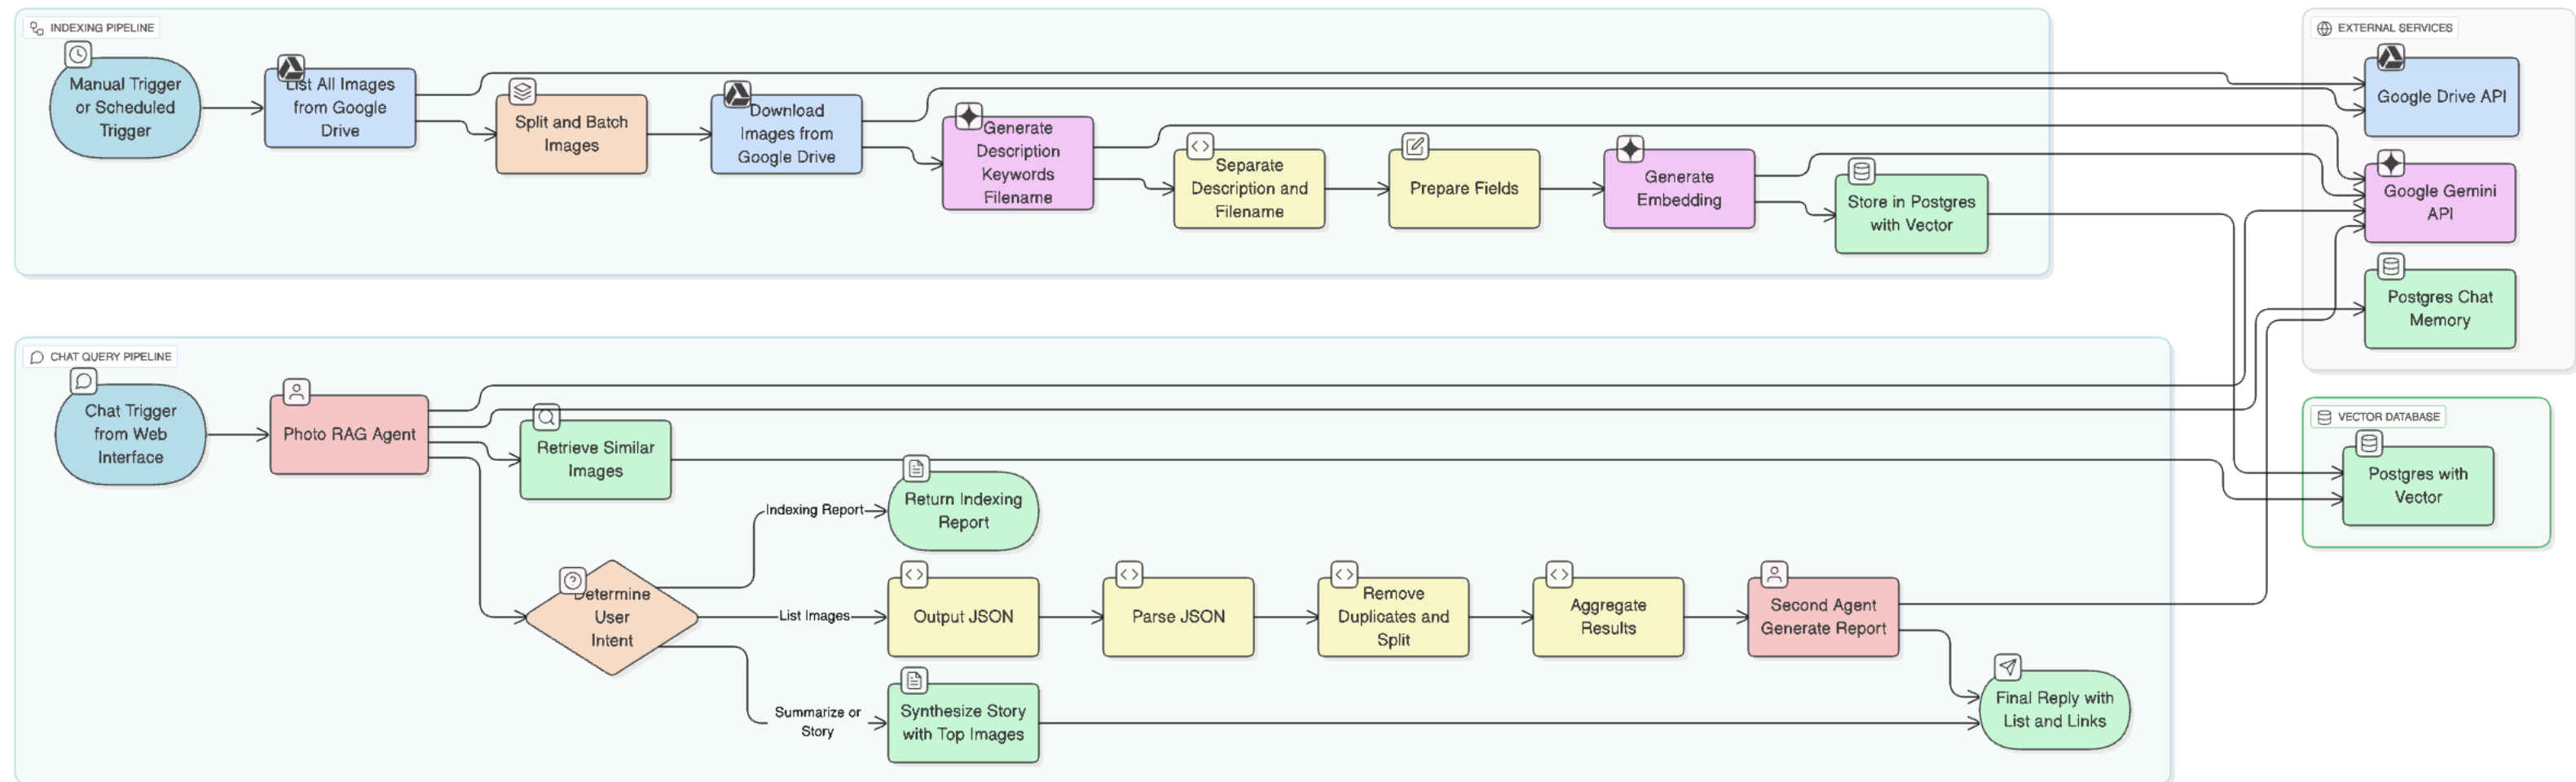 INDEXING PIPELINE
Manual Trigger
or Scheduled
Trigger
List All Images
from Google
Drive
Split and Batch
Images
Download
Images from
Google Drive
Generate
Description
Keywords
Filename
Separate
Description and
Filename
Prepare Fields
Generate
Embedding
Store in Postgres
with Vector
EXTERNAL SERVICES
Google Drive API
Google Gemini
API
Postgres Chat
Memory
CHAT QUERY PIPELINE
Chat Trigger
from Web
Interface
Photo RAG Agent
Retrieve Similar
Images
Determine
User
Intent
Indexing Report
Return Indexing
Report
List Images
Output JSON
Parse JSON
Remove
Duplicates and
Split
Aggregate
Results
Second Agent
Generate Report
Summarize or
Story
Synthesize Story
with Top Images
Final Reply with
List and Links
VECTOR DATABASE
Postgres with
Vector